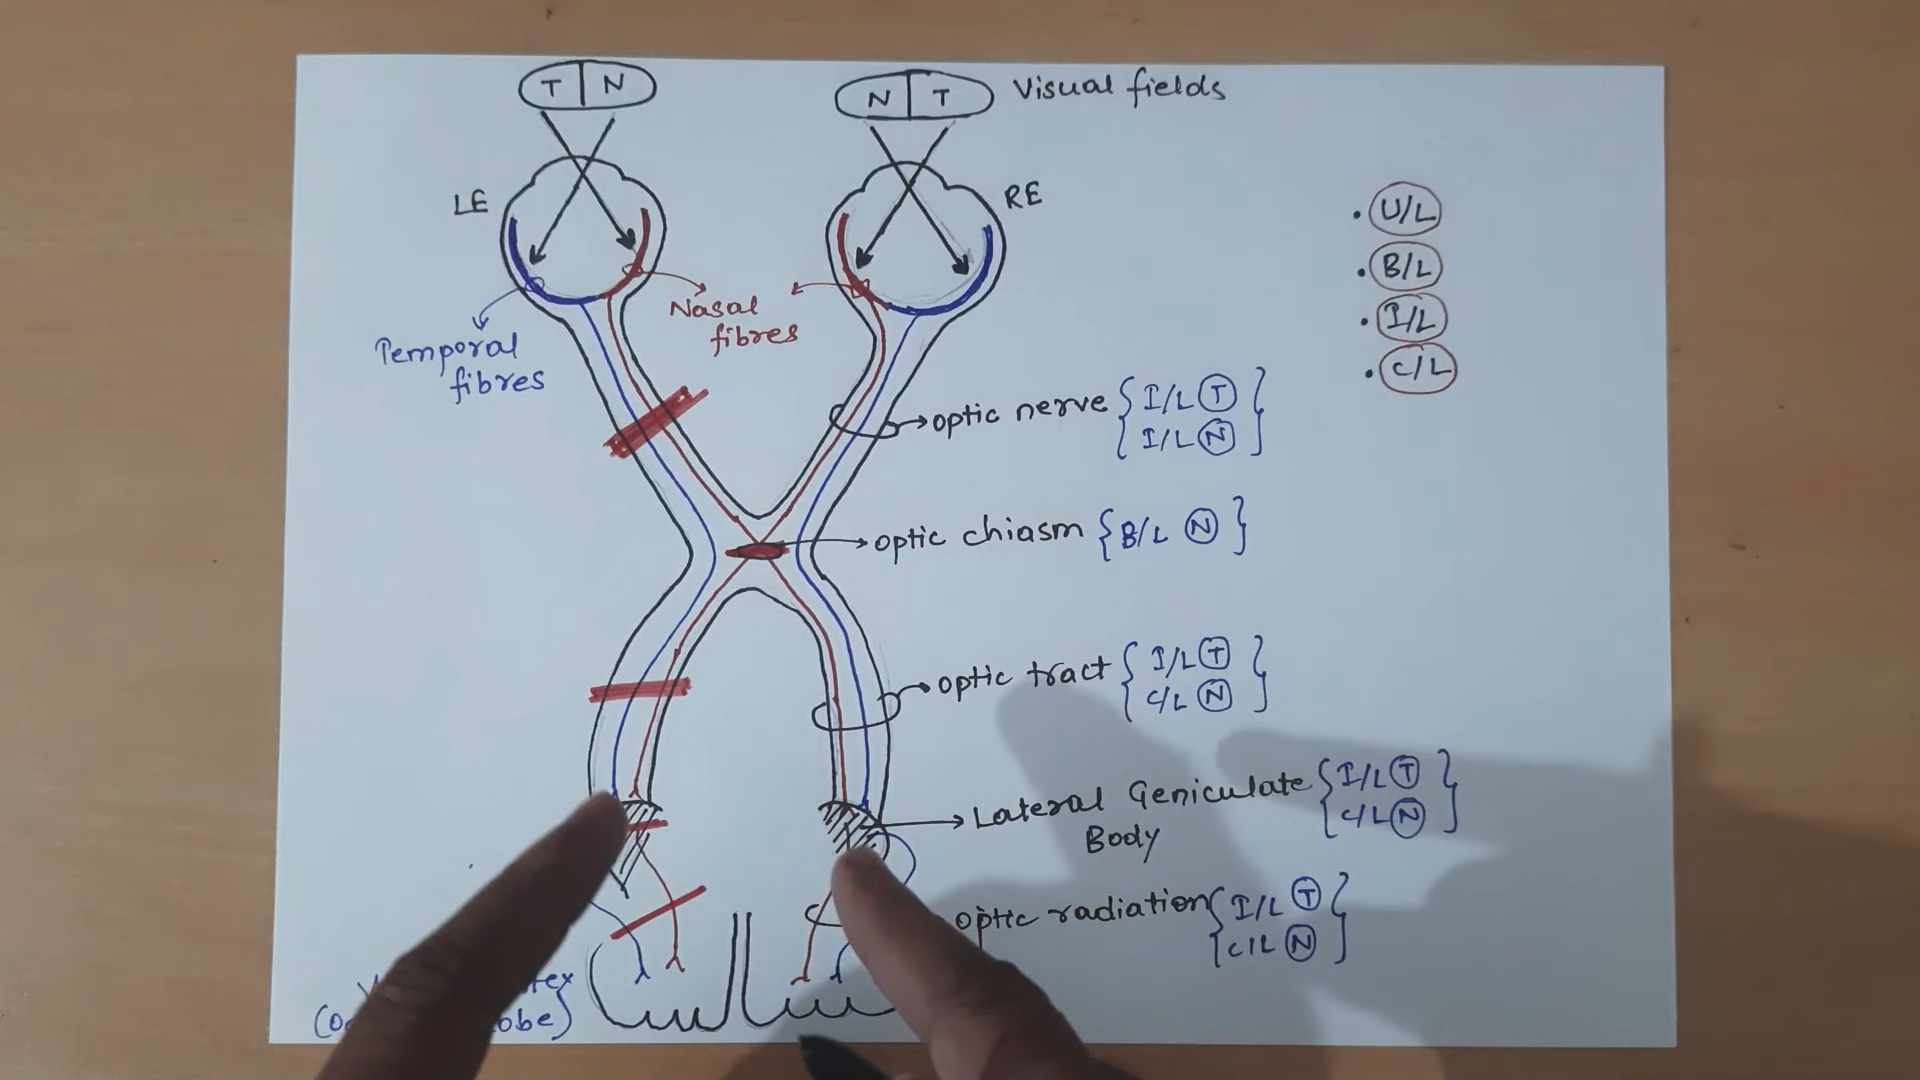 T N
N T
Visual fields
LE
RE
• U/L
• B/L
• I/L
• C/L
Nasal
fibres
Temporal
fibres
optic nerve { I/L T }
{ I/L N }
optic chiasm { B/L N }
optic tract { I/L T }
{ C/L N }
Lateral Geniculate
Body
{ I/L T }
{ C/L N }
optic radiation { I/L T }
{ C/L N }